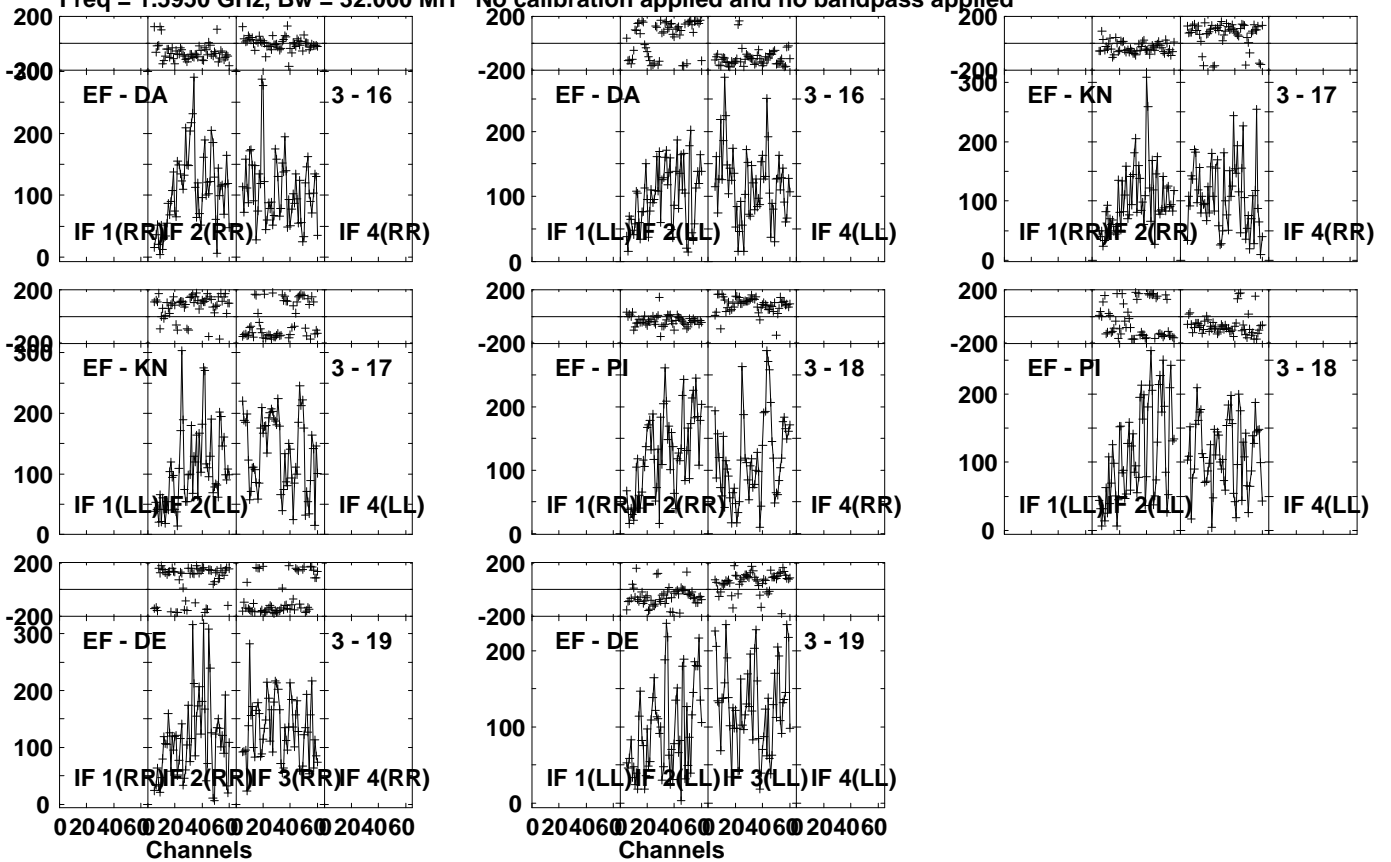 Freq = 1.5950 GHz, Bw = 32.000 MH No calibration applied and no bandpass applied
200 200 200
-200 -200 -200
300 300
EF - DA 3 - 16 EF - DA 3 - 16 EF - KN 3 - 17
200 200 200
100 100 100
IF 1(RR) IF 2(RR) IF 4(RR) IF 1(LL) IF 2(LL) IF 4(LL) IF 1(RR) IF 2(RR) IF 4(RR)
0 0 0
200 200 200
-200 -200 -200
300
EF - KN 3 - 17 EF - PI 3 - 18 EF - PI 3 - 18
200 200 200
100 100 100
IF 1(LL) IF 2(LL) IF 4(LL) IF 1(RR) IF 2(RR) IF 4(RR) IF 1(LL) IF 2(LL) IF 4(LL)
0 0 0
200 200
-200 -200
300
EF - DE 3 - 19 EF - DE 3 - 19
200 200
100 100
IF 1(RR) IF 2(RR) IF 3(RR) IF 4(RR) IF 1(LL) IF 2(LL) IF 3(LL) IF 4(LL)
0 0
0 20 40 60 0 20 40 60 0 20 40 60 0 20 40 60 0 20 40 60 0 20 40 60 0 20 40 60 0 20 40 60
Channels Channels